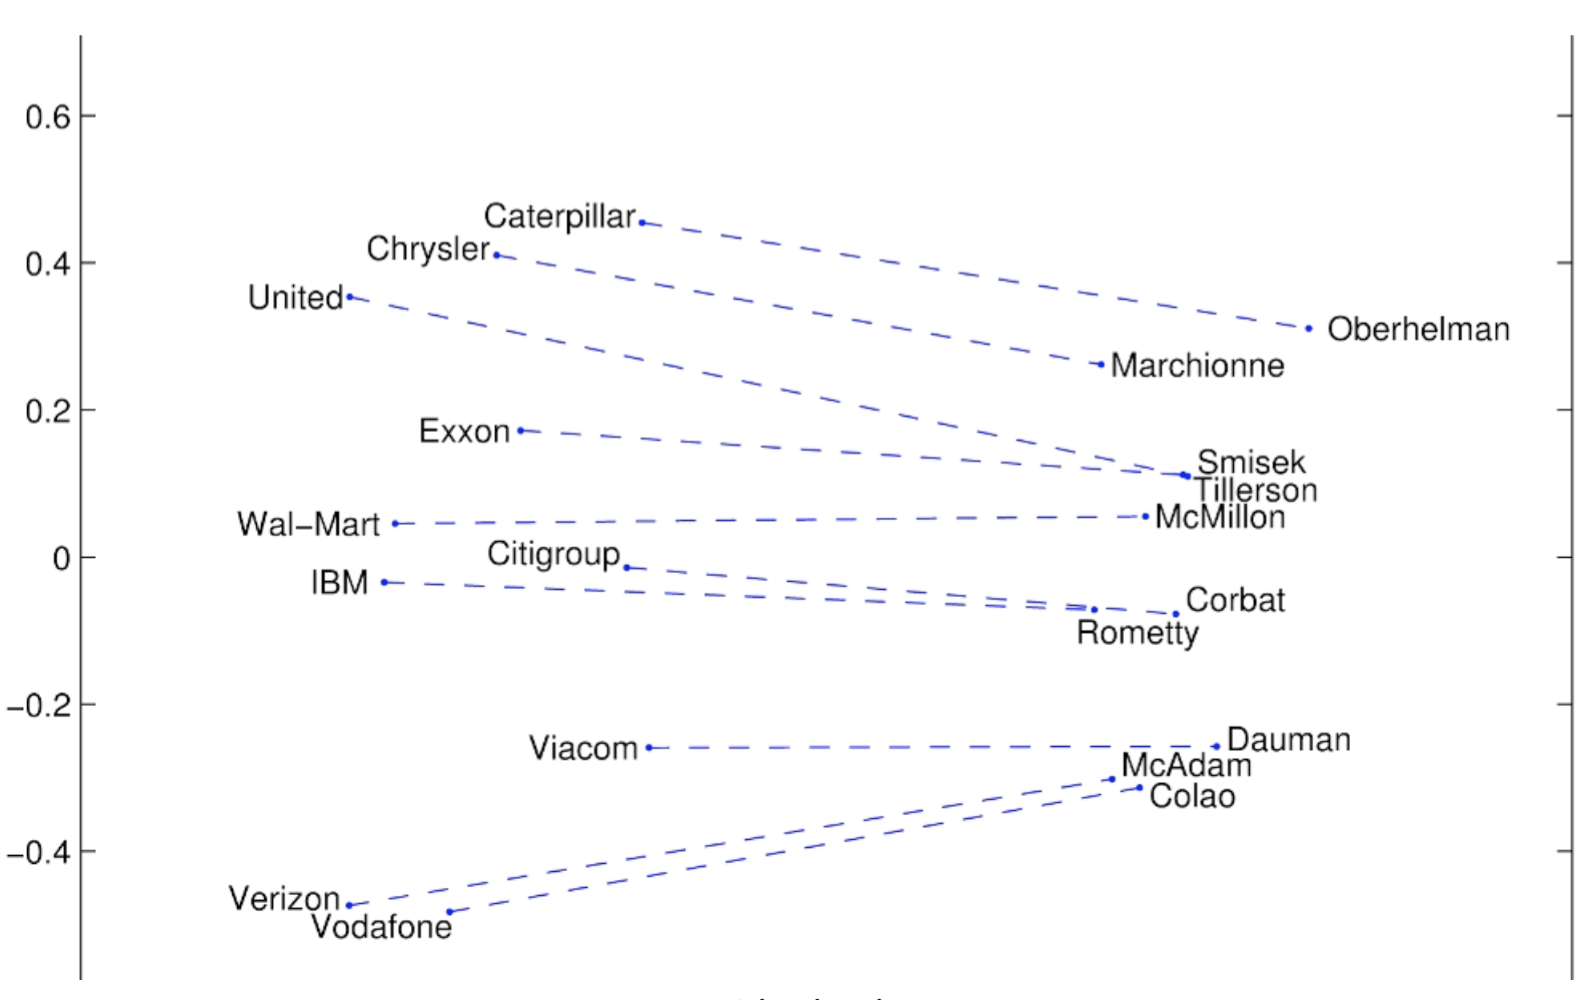 0.6
Caterpillar
Chrysler
0.4
United
Oberhelman
Marchionne
0.2
Exxon
Smisek
Tillerson
Wal–Mart
McMillon
0
Citigroup
IBM
Corbat
Rometty
–0.2
Viacom
Dauman
McAdam
Colao
–0.4
Verizon
Vodafone